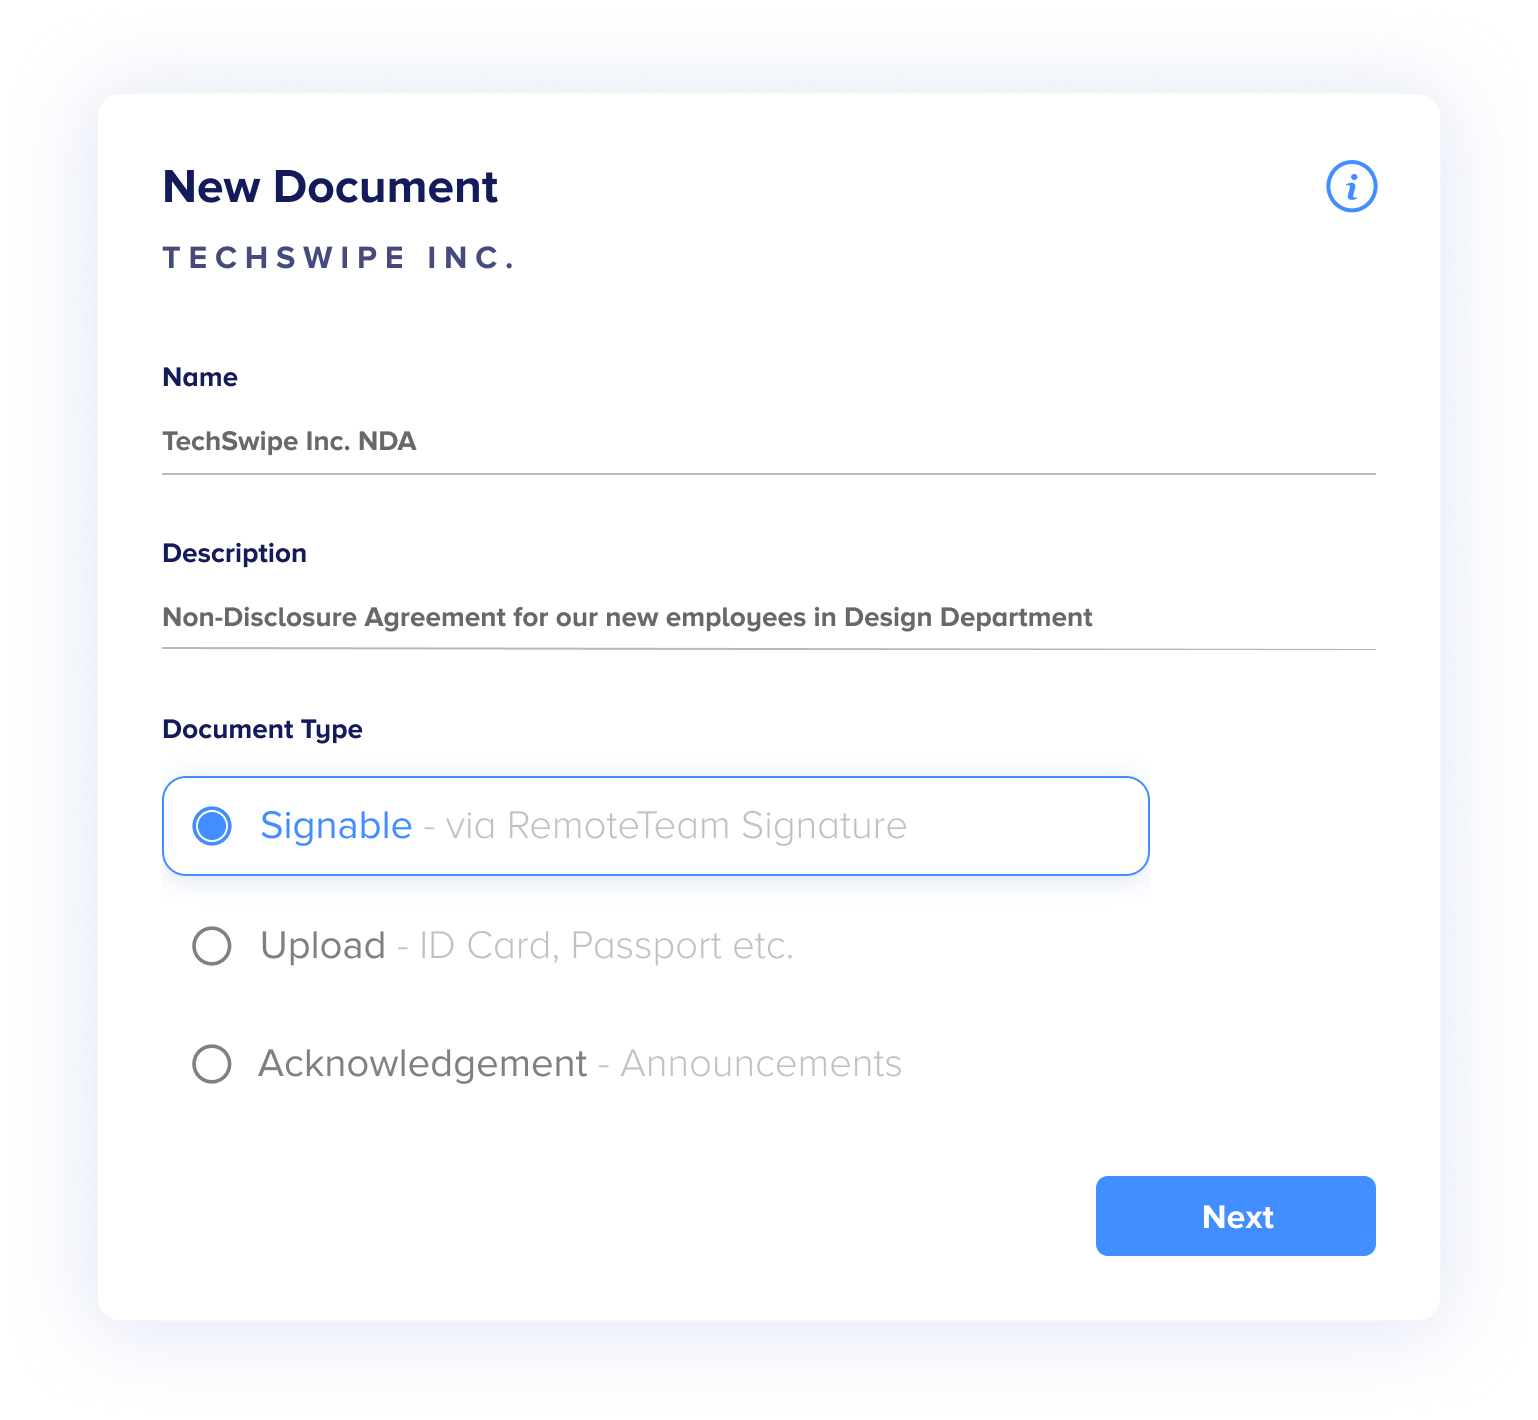 New Document
TECHSWIPE INC.
Name
TechSwipe Inc. NDA
Description
Non-Disclosure Agreement for our new employees in Design Department
Document Type
Signable - via RemoteTeam Signature
Upload - ID Card, Passport etc.
Acknowledgement - Announcements
Next